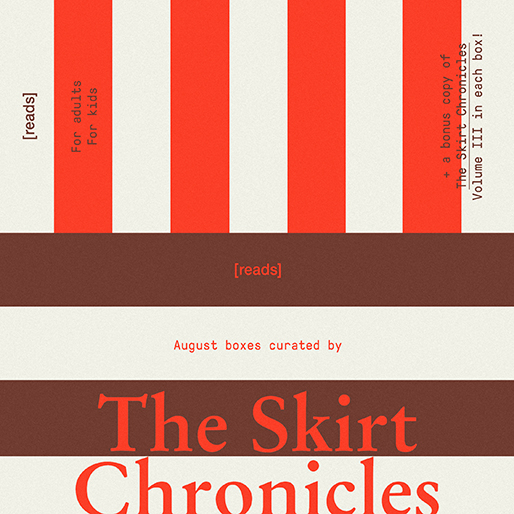 [reads]
For adults
For kids
+ a bonus copy of
The Skirt Chronicles
Volume III in each box!
[reads]
August boxes curated by
The Skirt
Chronicles